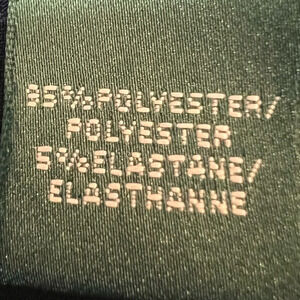 95%POLYESTER/
POLYESTER
5%ELASTANE/
ELASTHANNE